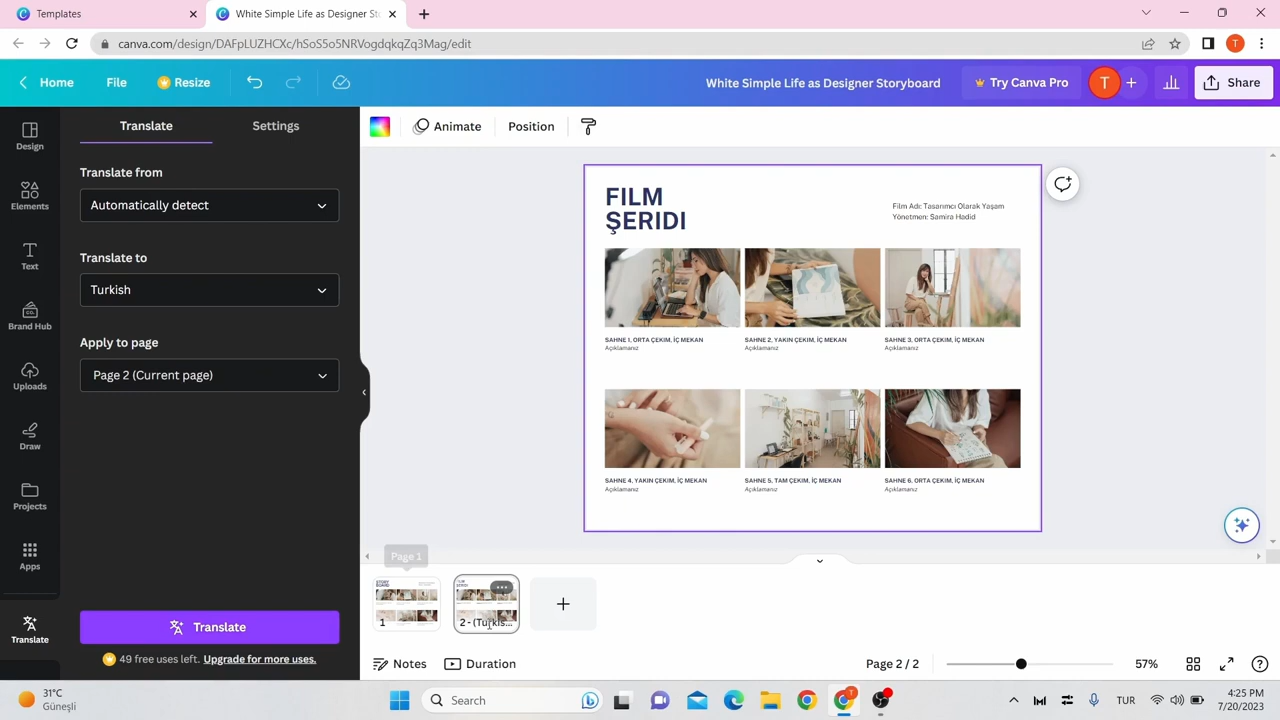 Templates
White Simple Life as Designer St
canva.com/design/DAFpLUZHCXc/hSoS5o5NRVogdqkqZq3Mag/edit
T
Home
File
Resize
White Simple Life as Designer Storyboard
Try Canva Pro
T
Share
Design
Elements
Text
Brand Hub
Uploads
Draw
Projects
Apps
Translate
Translate
Settings
Translate from
Automatically detect
Translate to
Turkish
Apply to page
Page 2 (Current page)
Translate
49 free uses left. Upgrade for more uses.
Animate
Position
FILM
ŞERIDI
Film Adı: Tasarımcı Olarak Yaşam
Yönetmen: Samira Hadid
SAHNE 1, ORTA ÇEKIM, İÇ MEKAN
Açıklamanız
SAHNE 2, YAKIN ÇEKIM, İÇ MEKAN
Açıklamanız
SAHNE 3, ORTA ÇEKIM, İÇ MEKAN
Açıklamanız
SAHNE 4, YAKIN ÇEKIM, İÇ MEKAN
Açıklamanız
SAHNE 5, TAM ÇEKIM, İÇ MEKAN
Açıklamanız
SAHNE 6, ORTA ÇEKIM, İÇ MEKAN
Açıklamanız
Page 1
STORY
BOARD
1
FILM
ŞERIDI
2 - (Turkis...
Notes
Duration
Page 2 / 2
57%
31°C
Güneşli
Search
TUR
4:25 PM
7/20/2023